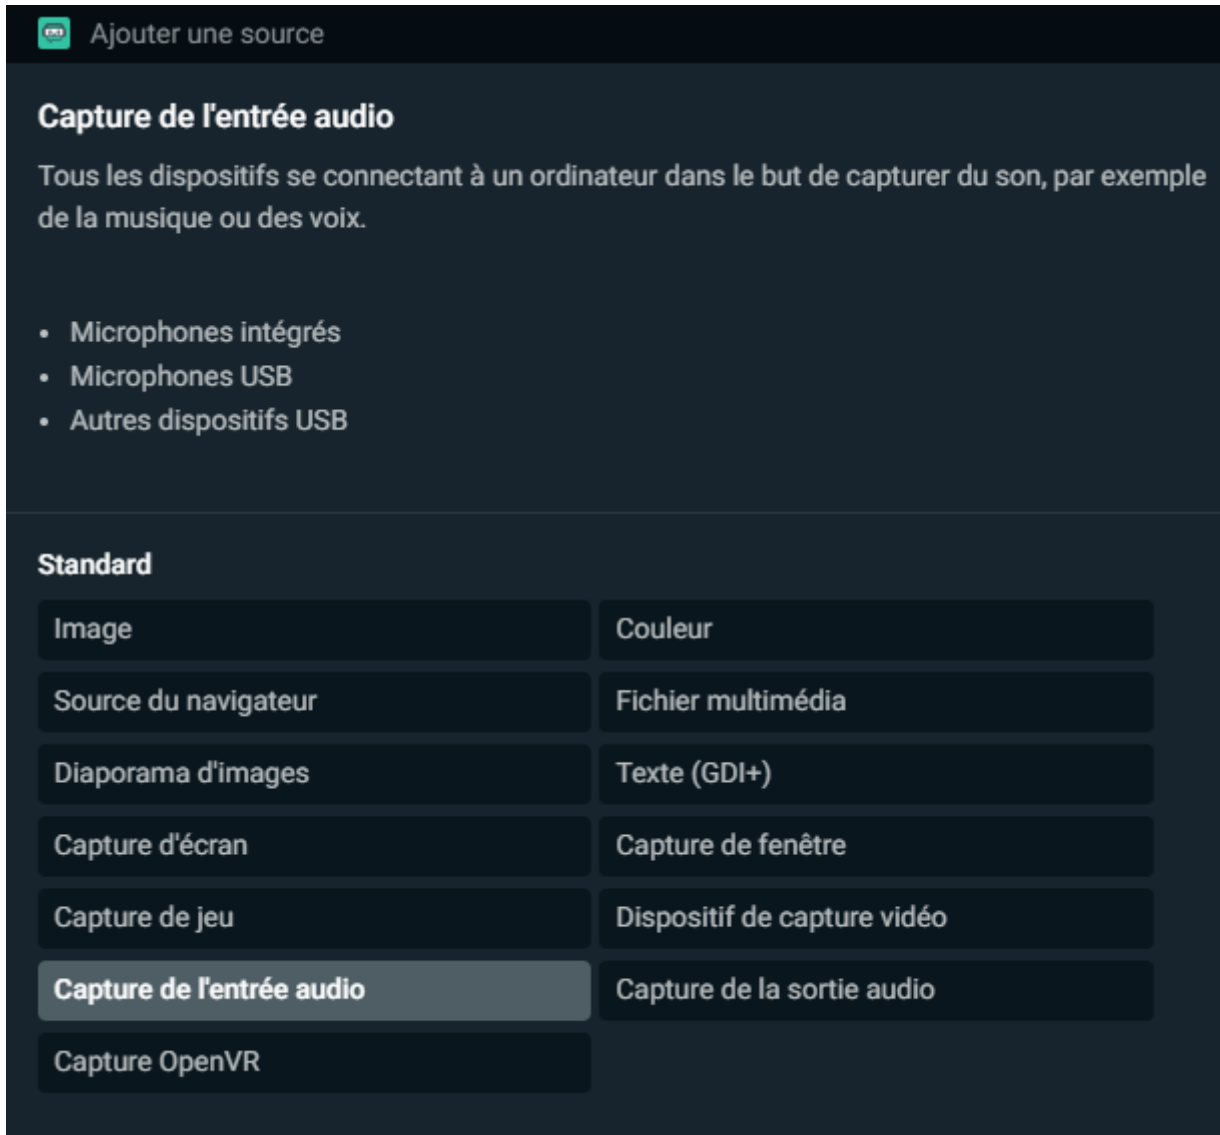 Ajouter une source
Capture de l'entrée audio
Tous les dispositifs se connectant à un ordinateur dans le but de capturer du son, par exemple
de la musique ou des voix.
• Microphones intégrés
• Microphones USB
• Autres dispositifs USB
Standard
Image
Couleur
Source du navigateur
Fichier multimédia
Diaporama d'images
Texte (GDI+)
Capture d'écran
Capture de fenêtre
Capture de jeu
Dispositif de capture vidéo
Capture de l'entrée audio
Capture de la sortie audio
Capture OpenVR